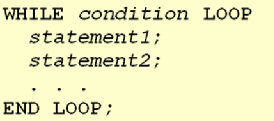 WHILE condition LOOP
statement1;
statement2;
. . .
END LOOP;